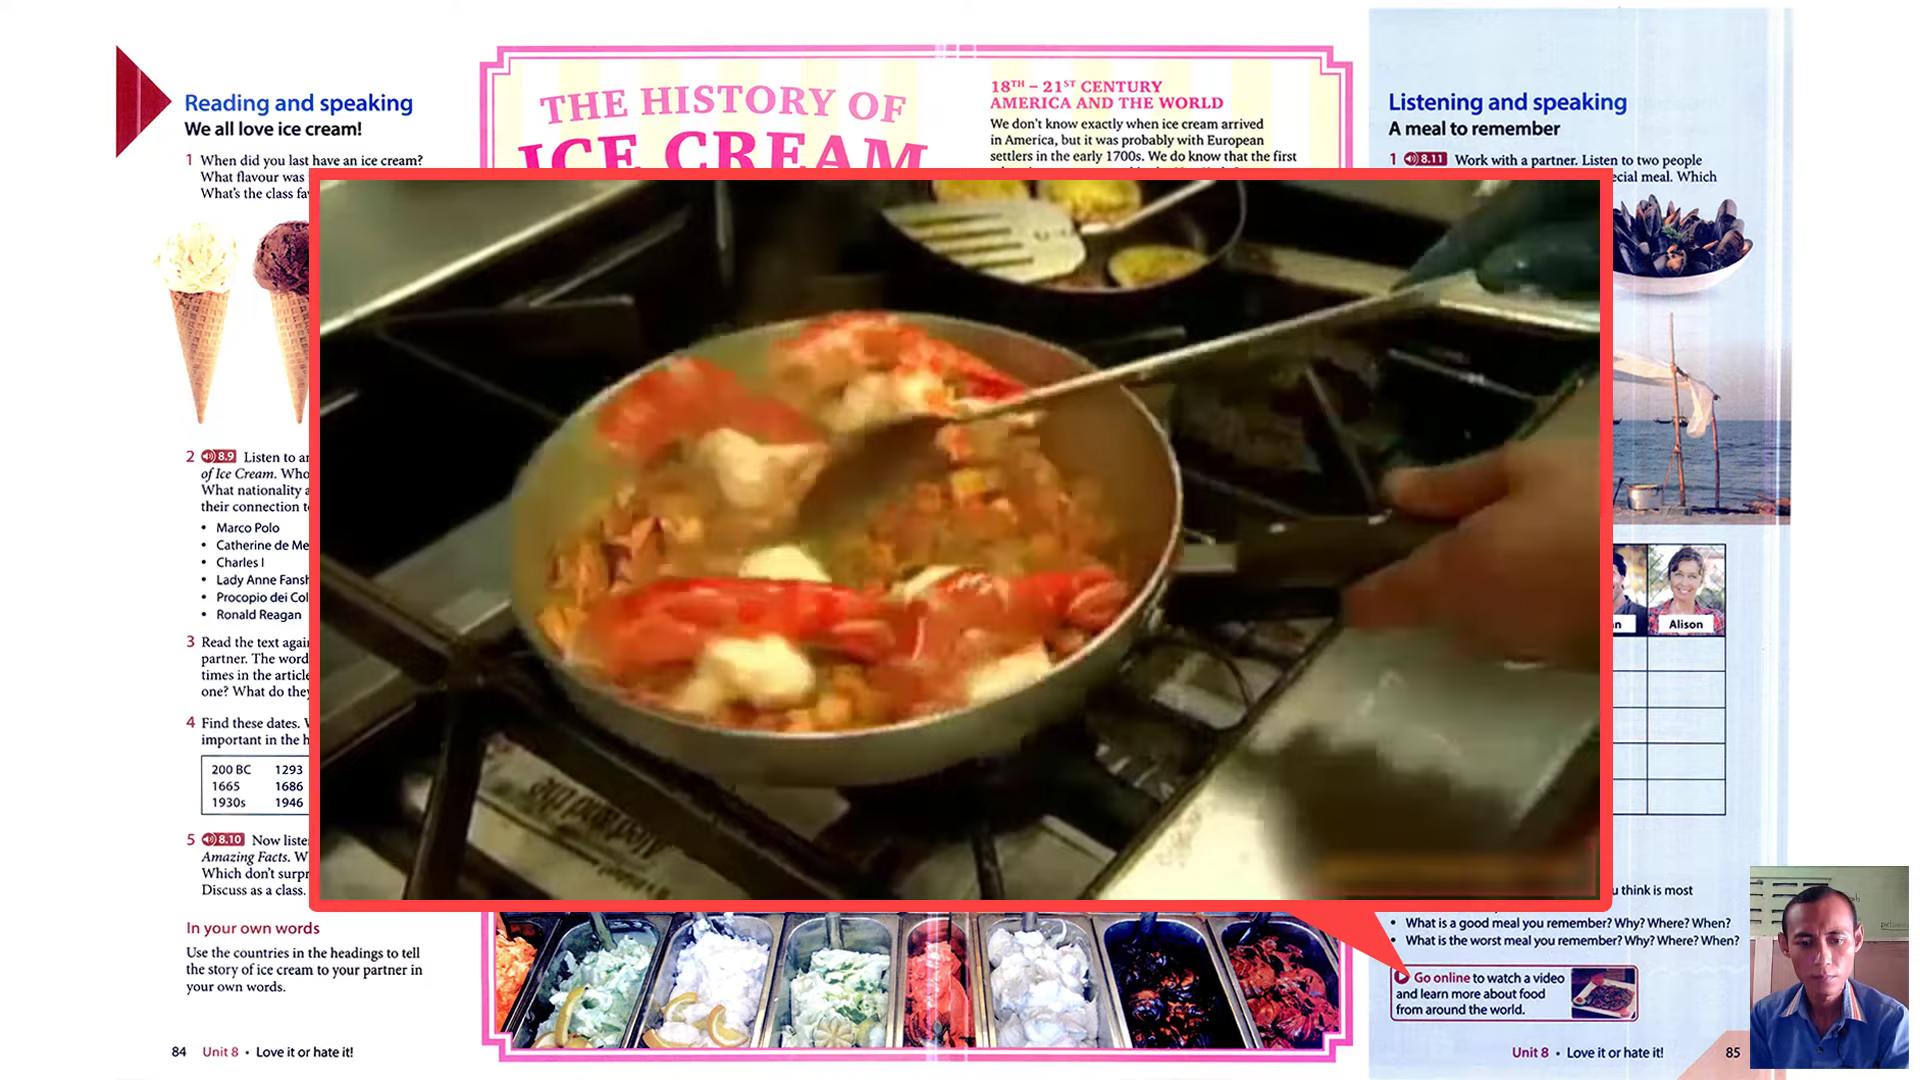 Reading and speaking
We all love ice cream!
1 When did you last have an ice cream?
What flavour was
What's the class fa
2 8.9 Listen to an
of Ice Cream. Who
What nationality a
their connection to
• Marco Polo
• Catherine de Me
• Charles I
• Lady Anne Fansh
• Procopio dei Col
• Ronald Reagan
3 Read the text again
partner. The word
times in the article
one? What do they
4 Find these dates. W
important in the h
200 BC 1293
1665 1686
1930s 1946
5 8.10 Now liste
Amazing Facts. W
Which don't surpr
Discuss as a class.
In your own words
Use the countries in the headings to tell
the story of ice cream to your partner in
your own words.
84 Unit 8 • Love it or hate it!
THE HISTORY OF
ICE CREAM
18TH – 21ST CENTURY
AMERICA AND THE WORLD
We don't know exactly when ice cream arrived
in America, but it was probably with European
settlers in the early 1700s. We do know that the first
Listening and speaking
A meal to remember
1 8.11 Work with a partner. Listen to two people
ecial meal. Which
n
Alison
u think is most
• What is a good meal you remember? Why? Where? When?
• What is the worst meal you remember? Why? Where? When?
Go online to watch a video
and learn more about food
from around the world.
Unit 8 • Love it or hate it! 85